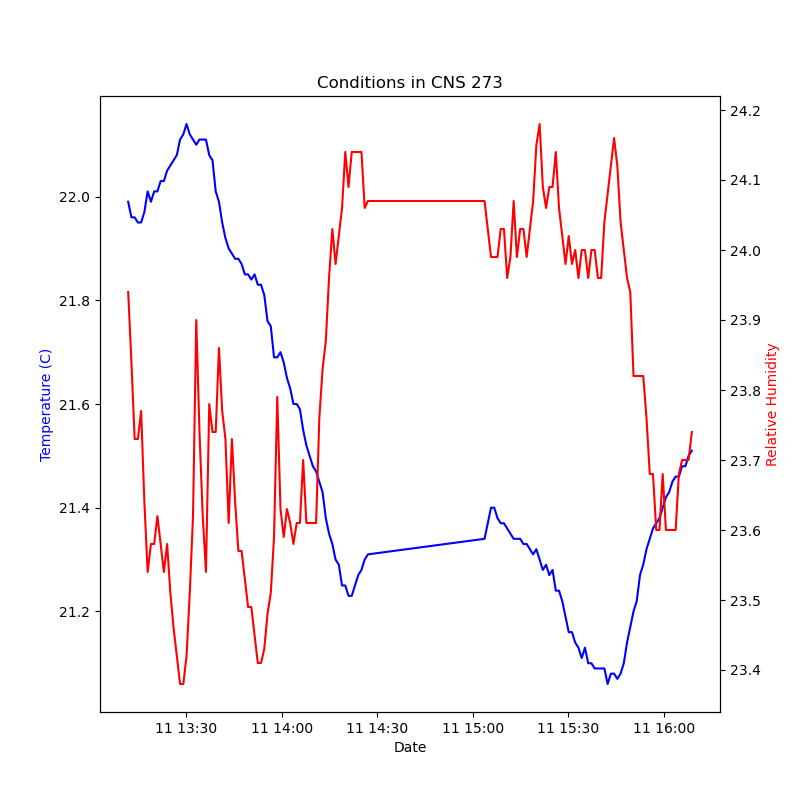 Conditions in CNS 273
22.0
21.8
21.6
21.4
21.2
Temperature (C)
24.2
24.1
24.0
23.9
23.8
23.7
23.6
23.5
23.4
Relative Humidity
11 13:30 11 14:00 11 14:30 11 15:00 11 15:30 11 16:00
Date